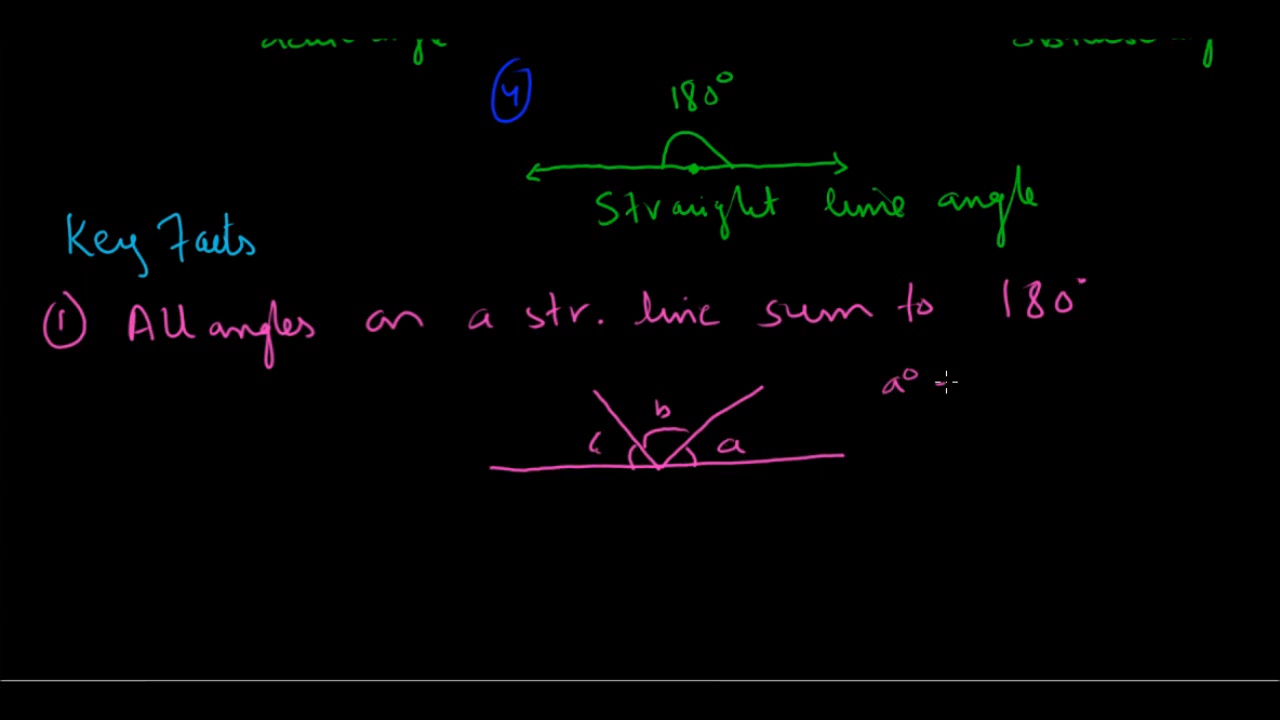 ④
180°
Straight line angle
Key Facts
① All angles on a str. line sum to 180°
a° -
b
c a